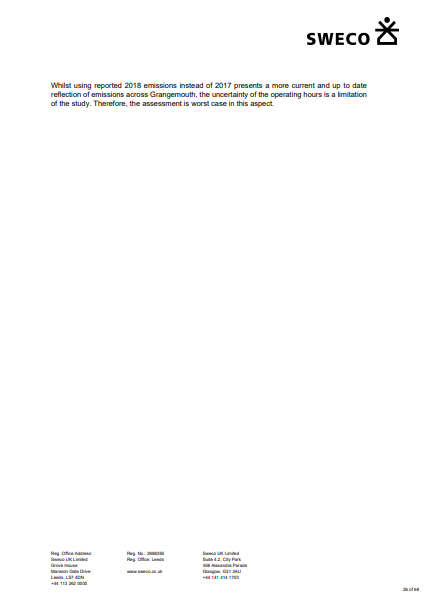 SWECO
Whilst using reported 2018 emissions instead of 2017 presents a more current and up to date
reflection of emissions across Grangemouth, the uncertainty of the operating hours is a limitation
of the study. Therefore, the assessment is worst case in this aspect.
Reg. Office Address:
Sweco UK Limited
Grove House
Mansion Gate Drive
Leeds, LS7 4DN
+44 113 262 0000
Reg. No.: 2888385
Reg. Office: Leeds
www.sweco.co.uk
Sweco UK Limited
Suite 4.2, City Park
368 Alexandra Parade
Glasgow, G31 3AU
+44 141 414 1700
26 of 68